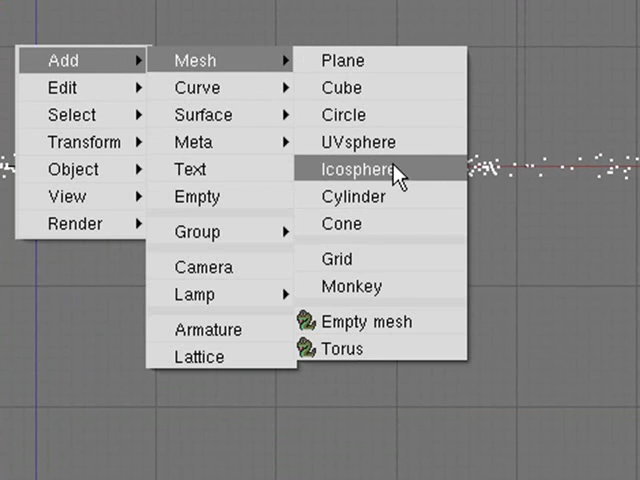 Add
Edit
Select
Transform
Object
View
Render
Mesh
Curve
Surface
Meta
Text
Empty
Group
Camera
Lamp
Armature
Lattice
Plane
Cube
Circle
UVsphere
Icosphere
Cylinder
Cone
Grid
Monkey
Empty mesh
Torus